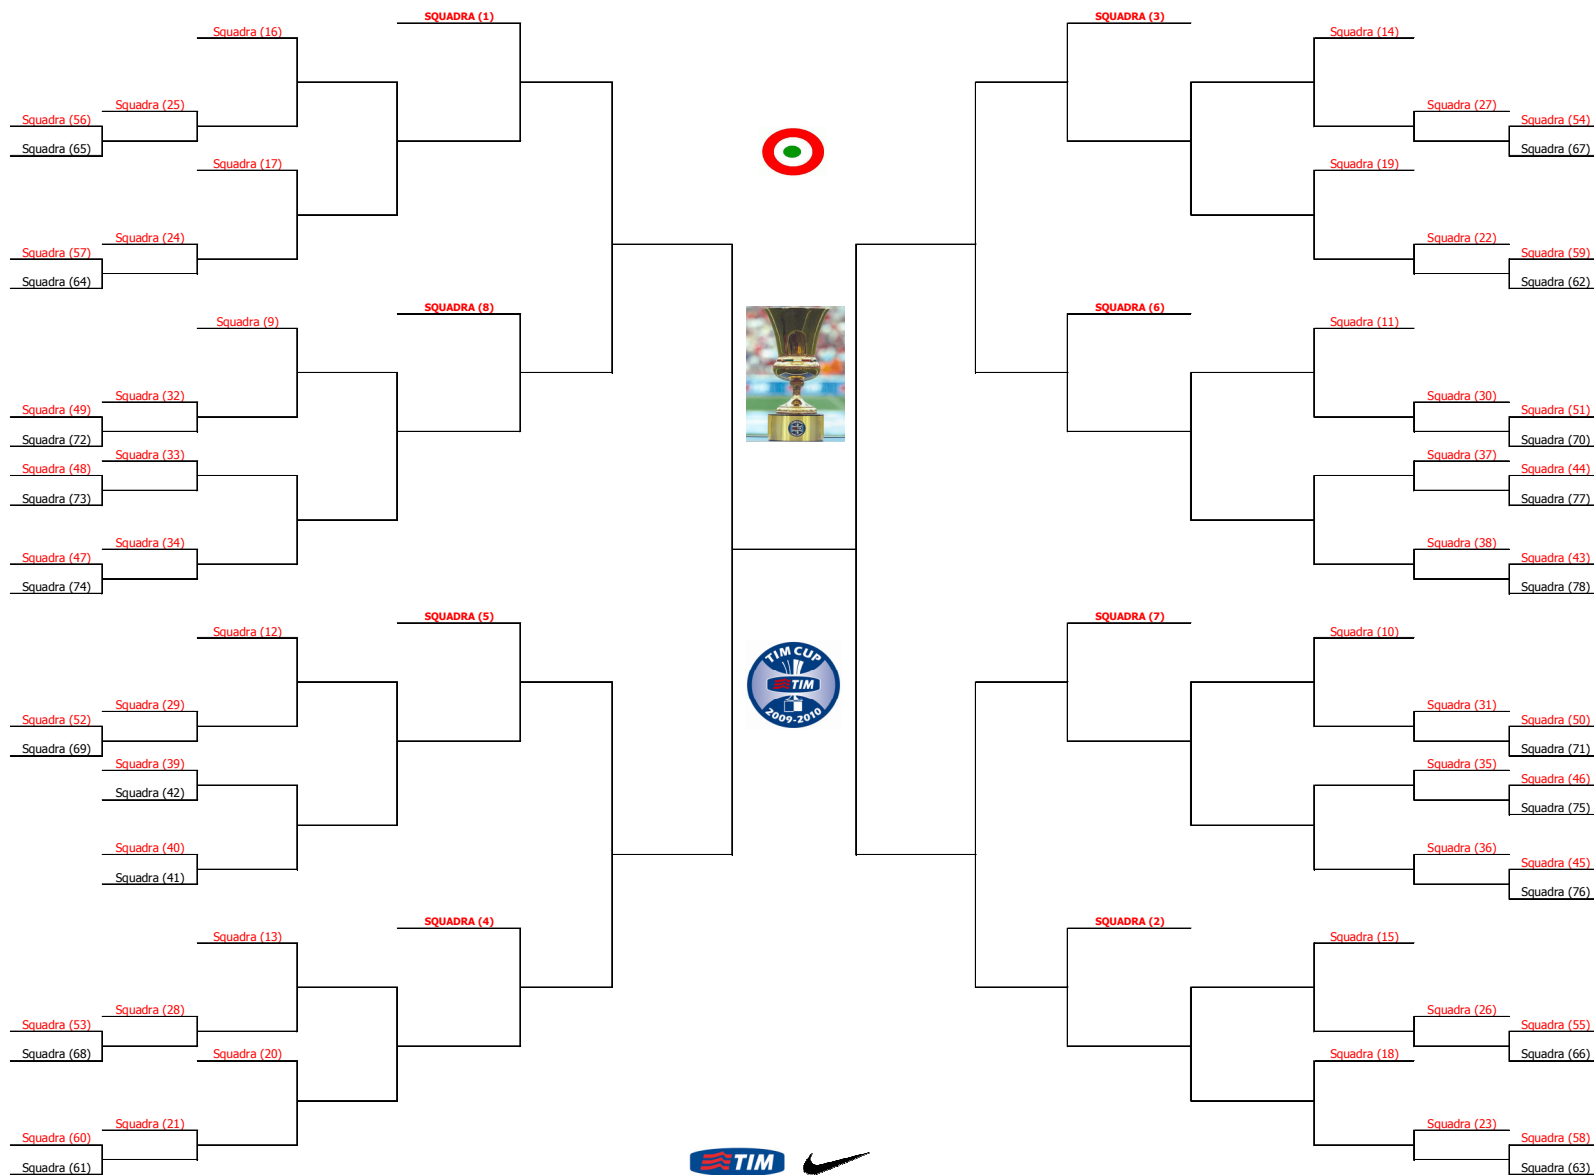 SQUADRA (1)
SQUADRA (3)
Squadra (16)
Squadra (14)
Squadra (25)
Squadra (27)
Squadra (56)
Squadra (54)
Squadra (65)
Squadra (67)
Squadra (17)
Squadra (19)
Squadra (24)
Squadra (22)
Squadra (57)
Squadra (59)
Squadra (64)
Squadra (62)
SQUADRA (8)
SQUADRA (6)
Squadra (9)
Squadra (11)
Squadra (32)
Squadra (30)
Squadra (49)
Squadra (51)
Squadra (72)
Squadra (70)
Squadra (33)
Squadra (37)
Squadra (48)
Squadra (44)
Squadra (73)
Squadra (77)
Squadra (34)
Squadra (38)
Squadra (47)
Squadra (43)
Squadra (74)
Squadra (78)
SQUADRA (5)
SQUADRA (7)
Squadra (12)
Squadra (10)
TIM CUP
TIM
2009-2010
Squadra (29)
Squadra (31)
Squadra (52)
Squadra (50)
Squadra (69)
Squadra (71)
Squadra (39)
Squadra (35)
Squadra (42)
Squadra (46)
Squadra (75)
Squadra (40)
Squadra (36)
Squadra (41)
Squadra (45)
Squadra (76)
SQUADRA (4)
SQUADRA (2)
Squadra (13)
Squadra (15)
Squadra (28)
Squadra (26)
Squadra (53)
Squadra (55)
Squadra (68)
Squadra (66)
Squadra (20)
Squadra (18)
Squadra (21)
Squadra (23)
Squadra (60)
Squadra (58)
Squadra (61)
Squadra (63)
TIM